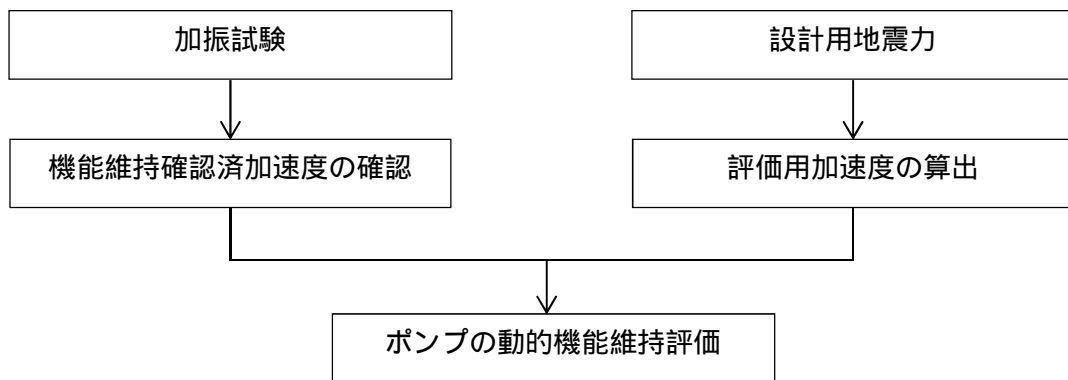 加振試験
設計用地震力
機能維持確認済加速度の確認
評価用加速度の算出
ポンプの動的機能維持評価